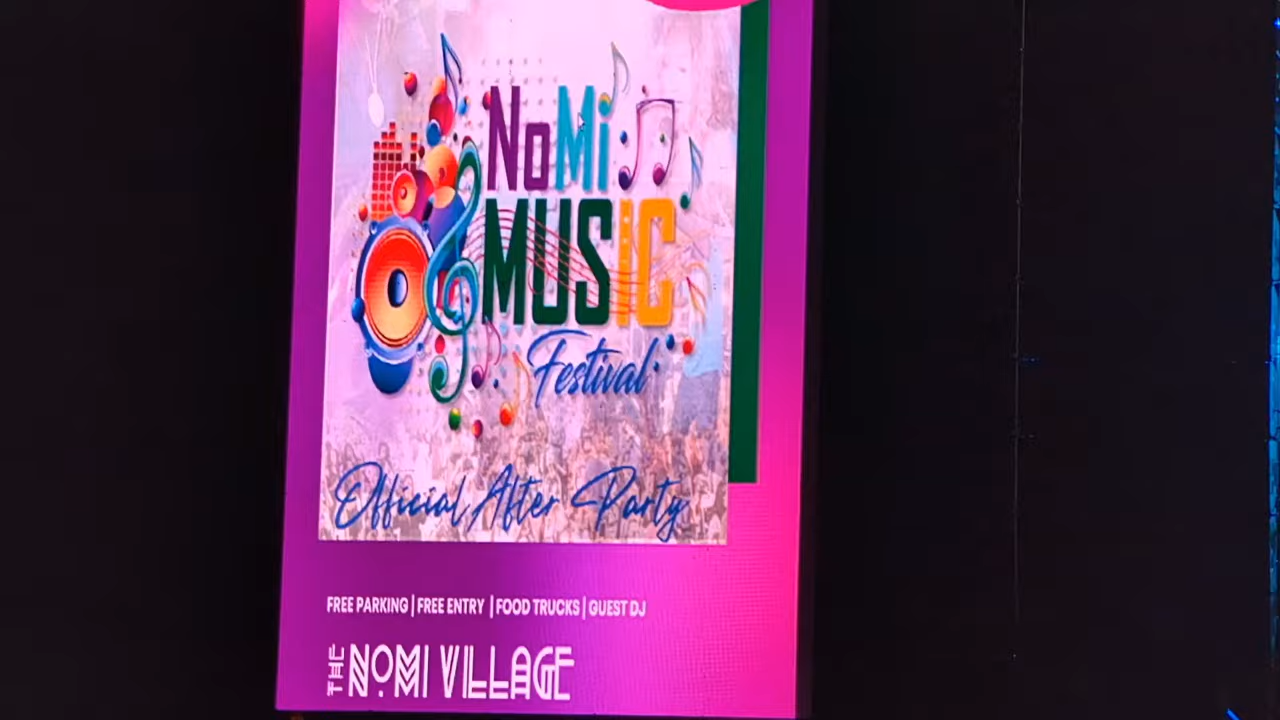 NoMi
MUSIC
Festival
Official After Party
FREE PARKING | FREE ENTRY | FOOD TRUCKS | GUEST DJ
THE NOMI VILLAGE